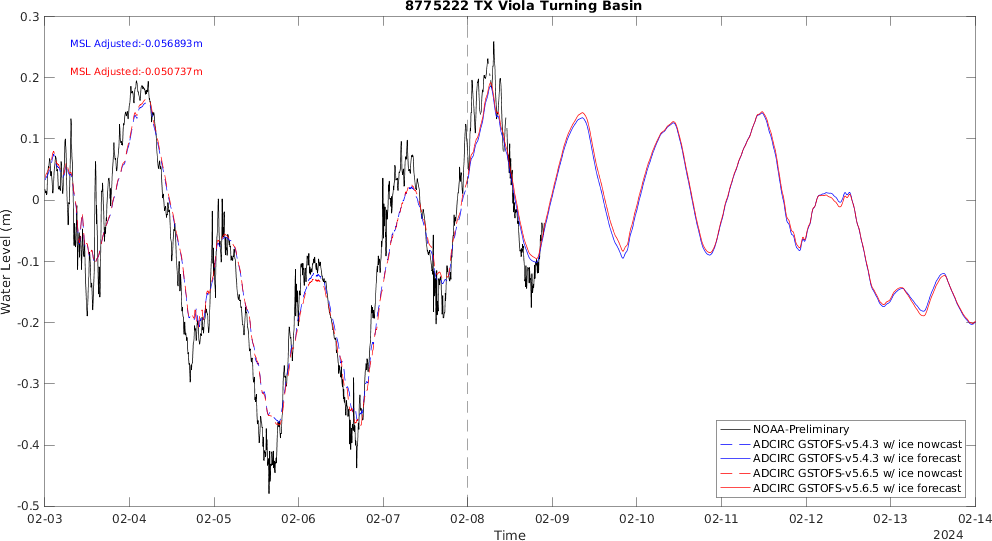 8775222 TX Viola Turning Basin
MSL Adjusted:-0.056893m
MSL Adjusted:-0.050737m
Water Level (m)
0.3
0.2
0.1
0
-0.1
-0.2
-0.3
-0.4
-0.5
NOAA-Preliminary
ADCIRC GSTOFS-v5.4.3 w/ ice nowcast
ADCIRC GSTOFS-v5.4.3 w/ ice forecast
ADCIRC GSTOFS-v5.6.5 w/ ice nowcast
ADCIRC GSTOFS-v5.6.5 w/ ice forecast
02-03 02-04 02-05 02-06 02-07 02-08 02-09 02-10 02-11 02-12 02-13 02-14
Time
2024